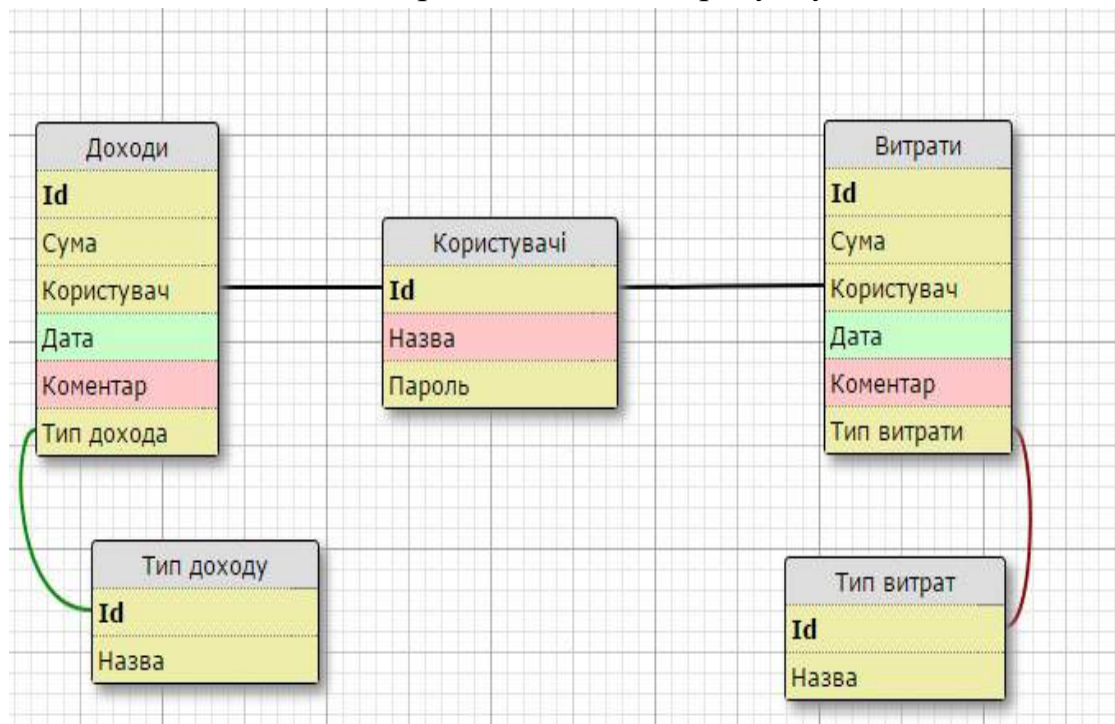 Доходи
Id
Сума
Користувач
Дата
Коментар
Тип дохода
Користувачі
Id
Назва
Пароль
Витрати
Id
Сума
Користувач
Дата
Коментар
Тип витрати
Тип доходу
Id
Назва
Тип витрат
Id
Назва